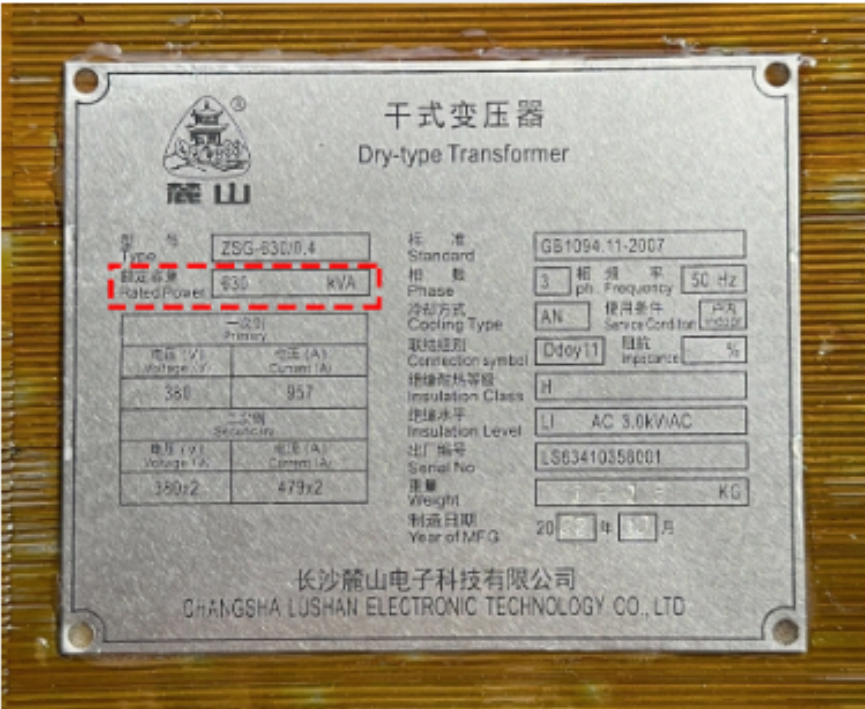 ®
麓山
干式变压器
Dry-type Transformer
型 号 ZSG-630/0.4
Type
额定容量 630 kVA
Rated Power
一次侧
Primary
电压 (V) 电流 (A)
Voltage (V) Current (A)
380 957
二次侧
Secondary
电压 (V) 电流 (A)
Voltage (V) Current (A)
380x2 479x2
标 准 GB1094.11-2007
Standard
相 数 3 相 频 率 50 Hz
Phase ph. Frequency
冷却方式 AN 使用条件 户内
Cooling Type Service Condition Indoor
联结组别 Ddoy11 阻抗 %
Connection symbol Impedance
绝缘耐热等级 H
Insulation Class
绝缘水平 LI AC 3.0kV/AC
Insulation Level
出厂编号 LS63410356001
Serial No
重量 KG
Weight
制造日期 20 年 月
Year of MFG
长沙麓山电子科技有限公司
CHANGSHA LUSHAN ELECTRONIC TECHNOLOGY CO., LTD